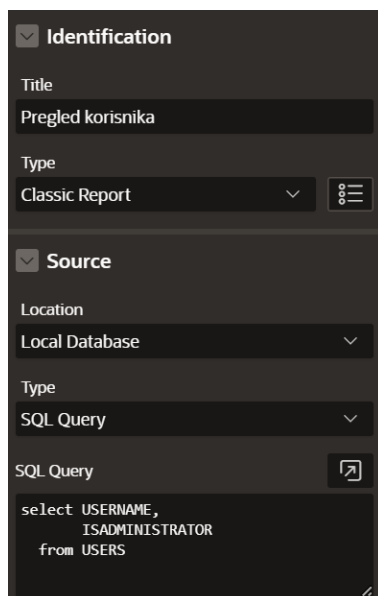 Identification
Title
Pregled korisnika
Type
Classic Report
Source
Location
Local Database
Type
SQL Query
SQL Query
select USERNAME,
       ISADMINISTRATOR
  from USERS